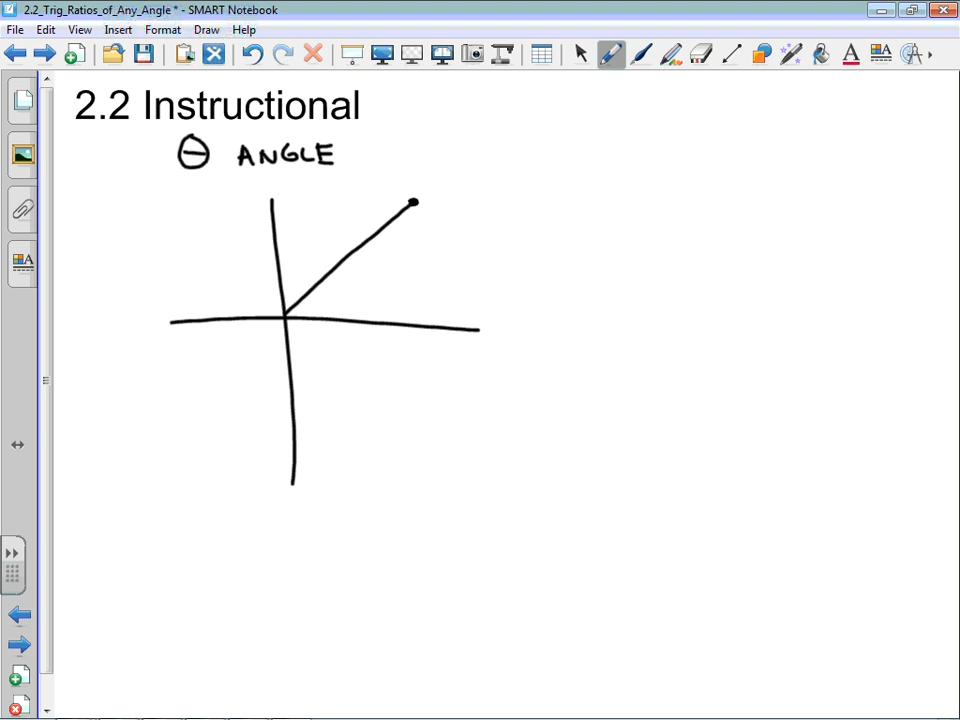 2.2_Trig_Ratios_of_Any_Angle * - SMART Notebook
File Edit View Insert Format Draw Help
2.2 Instructional
Θ ANGLE